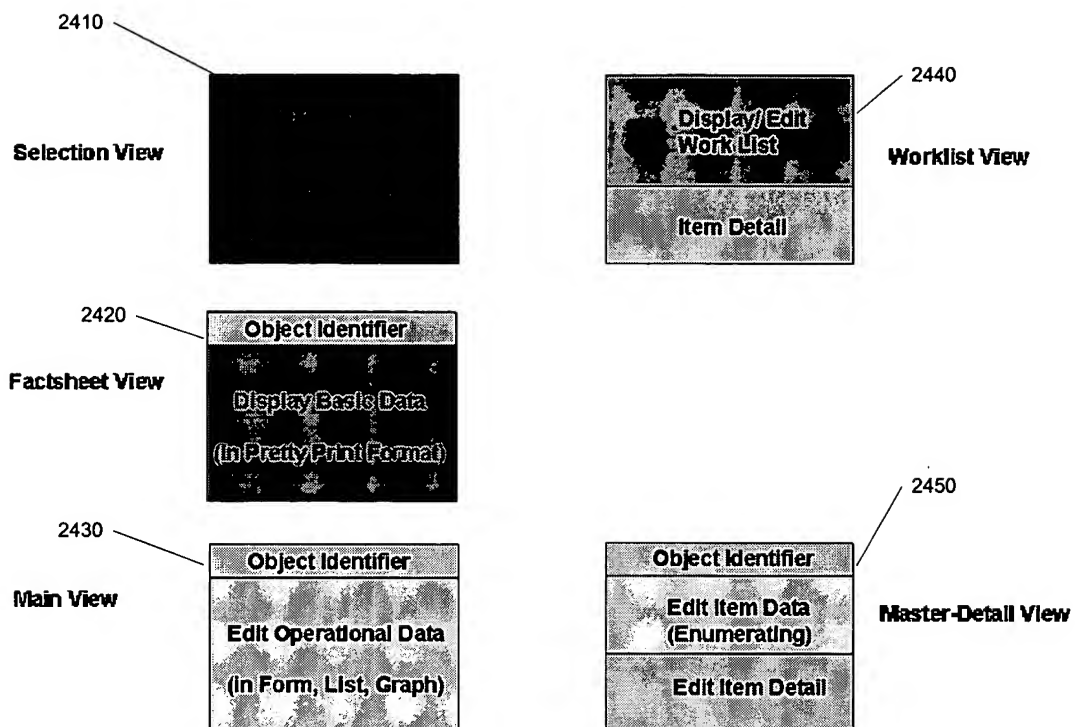 2410
Selection View
2440
Display/ Edit
Work List
Item Detail
Worklist View
2420
Factsheet View
Object Identifier
Display Basic Data
(In Pretty Print Format)
2430
Main View
Object Identifier
Edit Operational Data
(in Form, List, Graph)
2450
Object Identifier
Edit Item Data
(Enumerating)
Edit Item Detail
Master-Detail View